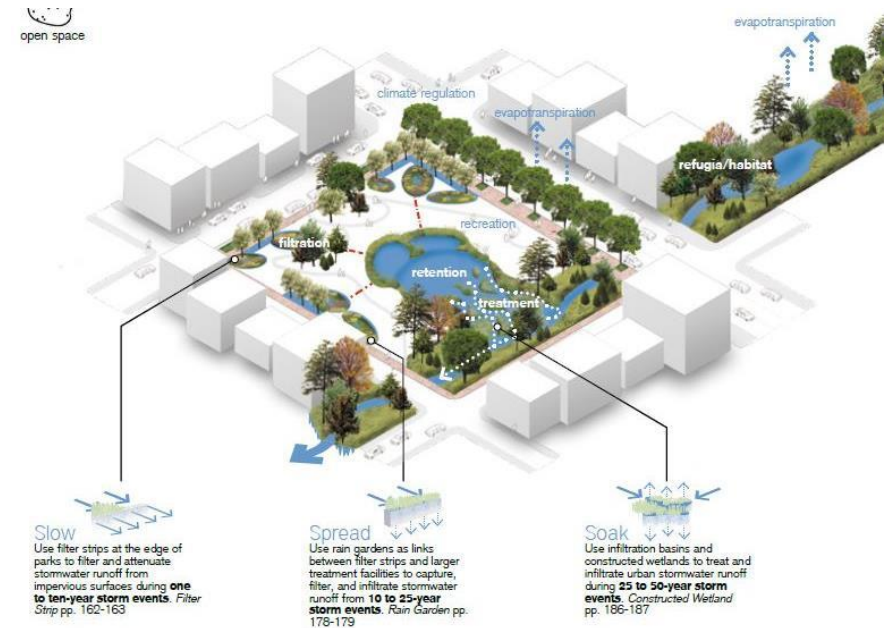 open space
evapotranspiration
climate regulation
evapotranspiration
refugia/habitat
recreation
filtration
retention
treatment
Slow
Use filter strips at the edge of
parks to filter and attenuate
stormwater runoff from
impervious surfaces during one
to ten-year storm events. Filter
Strip pp. 162-163
Spread
Use rain gardens as links
between filter strips and larger
treatment facilities to capture,
filter, and infiltrate stormwater
runoff from 10 to 25-year
storm events. Rain Garden pp.
178-179
Soak
Use infiltration basins and
constructed wetlands to treat and
infiltrate urban stormwater runoff
during 25 to 50-year storm
events. Constructed Wetland
pp. 186-187